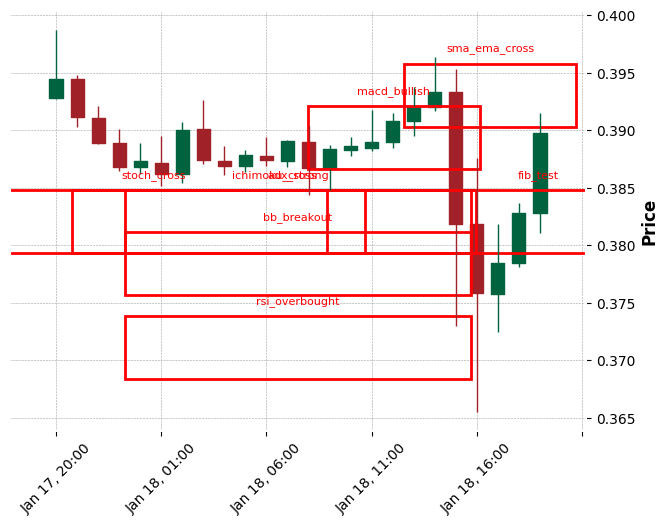 0.400
sma_ema_cross
0.395
macd_bullish
0.390
stoch_cross
fib_test
0.385
bb_breakout
0.380
Price
rsi_overbought
0.375
0.370
0.365
Jan 17, 20:00
Jan 18, 01:00
Jan 18, 06:00
Jan 18, 11:00
Jan 18, 16:00